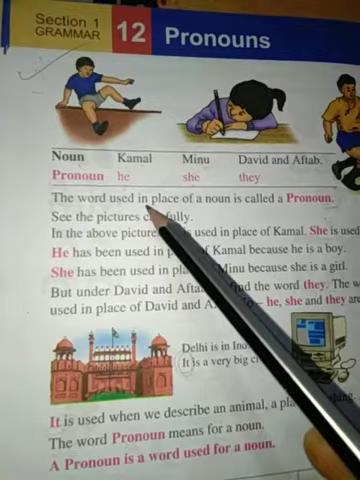 Section 1
GRAMMAR
12 Pronouns
Noun Kamal Minu David and Aftab.
Pronoun he she they
The word used in place of a noun is called a Pronoun.
See the pictures
In the above picture used in place of Kamal. She is used
He has been used in of Kamal because he is a boy.
She has been used in Minu because she is a girl.
But under David and find the word they. The
used in place of David and he, she and they are
Delhi is in
It is a very big
It is used when we describe an animal, a
The word Pronoun means for a noun.
A Pronoun is a word used for a noun.